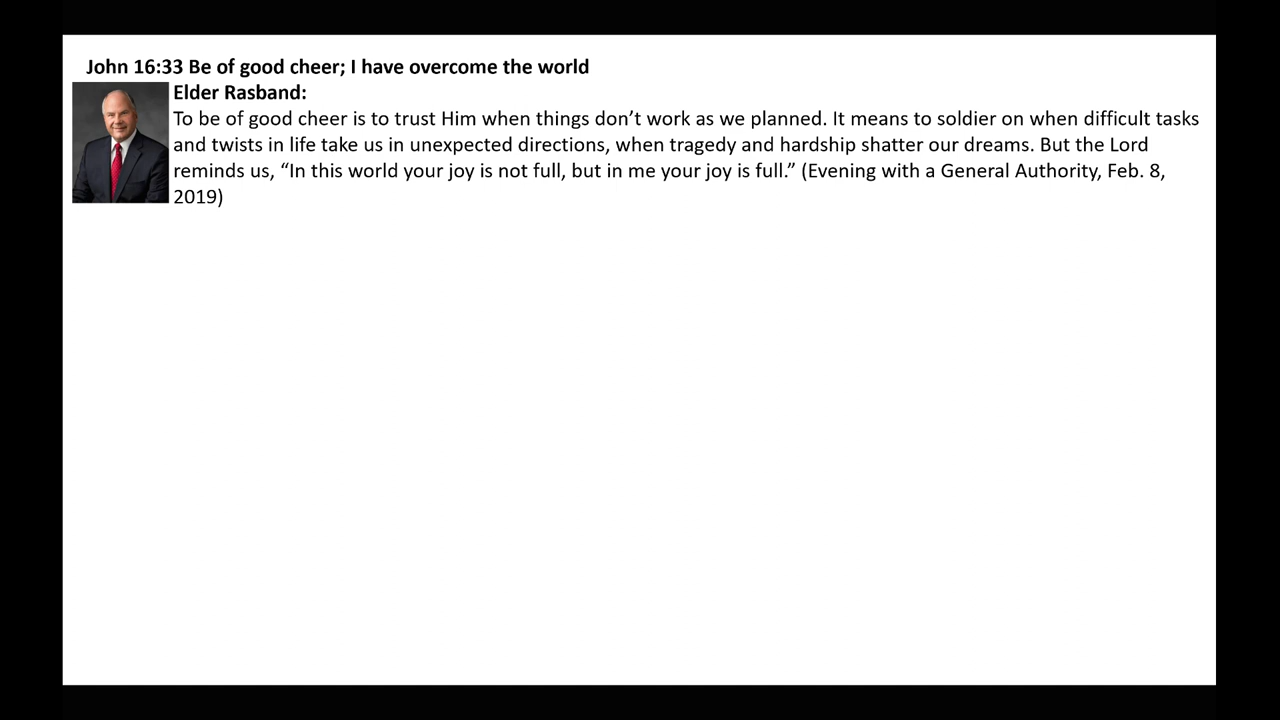 John 16:33 Be of good cheer; I have overcome the world
Elder Rasband:
To be of good cheer is to trust Him when things don’t work as we planned. It means to soldier on when difficult tasks
and twists in life take us in unexpected directions, when tragedy and hardship shatter our dreams. But the Lord
reminds us, “In this world your joy is not full, but in me your joy is full.” (Evening with a General Authority, Feb. 8,
2019)